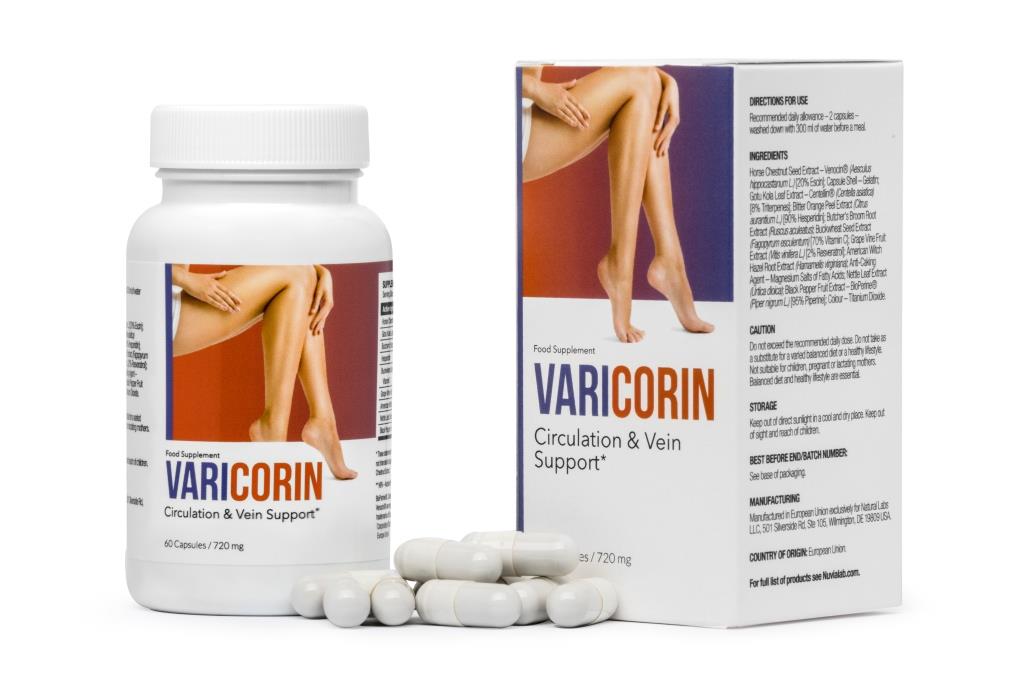 Food Supplement
VARICORIN
Circulation & Vein Support*
60 Capsules / 720 mg
Food Supplement
VARICORIN
Circulation & Vein
Support*
720 mg
DIRECTIONS FOR USE
Recommended daily allowance – 2 capsules –
washed down with 300 ml of water before a meal.
INGREDIENTS
Horse Chestnut Seed Extract – Venocin® (Aesculus
hippocastanum L.) [20% Escin]; Capsule Shell – Gelatin;
Gotu Kola Leaf Extract – Centellin® (Centella asiatica)
[8% Triterpenes]; Bitter Orange Peel Extract (Citrus
aurantium L.) [90% Hesperidin]; Butcher's Broom Root
Extract (Ruscus aculeatus); Buckwheat Seed Extract
(Fagopyrum esculentum) [70% Vitamin C]; Grape Vine Fruit
Extract (Vitis vinifera L.) [2% Resveratrol]; American Witch
Hazel Root Extract (Hamamelis virginiana); Anti-Caking
Agent – Magnesium Salts of Fatty Acids; Nettle Leaf Extract
(Urtica dioica); Black Pepper Fruit Extract – BioPerine®
(Piper nigrum L.) [95% Piperine]; Colour – Titanium Dioxide.
CAUTION
Do not exceed the recommended daily dose. Do not take as
a substitute for a varied balanced diet or a healthy lifestyle.
Not suitable for children, pregnant or lactating mothers.
Balanced diet and healthy lifestyle are essential.
STORAGE
Keep out of direct sunlight in a cool and dry place. Keep out
of sight and reach of children.
BEST BEFORE END/BATCH NUMBER:
See base of packaging.
MANUFACTURING
Manufactured in European Union exclusively for Natural Labs
LLC, 501 Silverside Rd, Ste 105, Wilmington, DE 19809 USA.
COUNTRY OF ORIGIN: European Union.
For full list of products see Nuvialab.com.